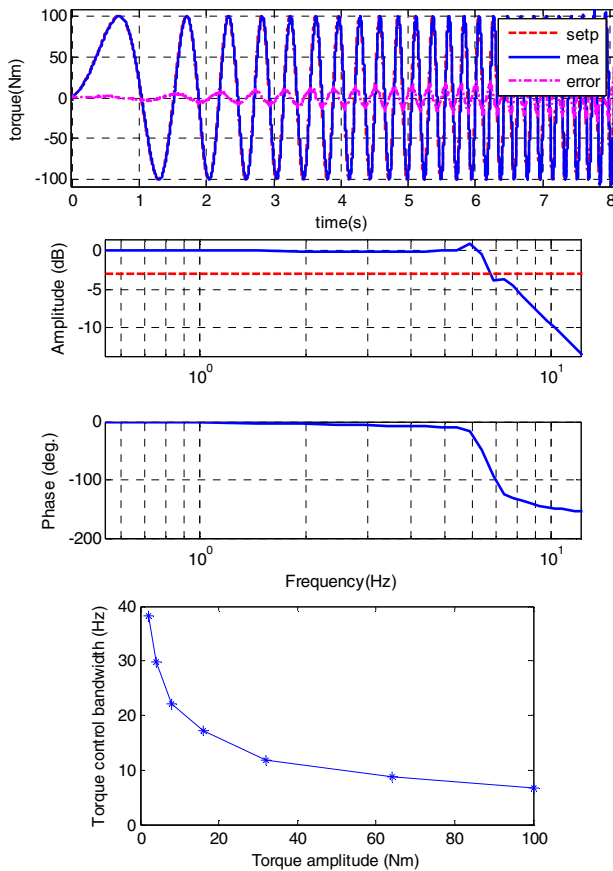 100
50
0
-50
-100
torque(Nm)
setp
mea
error
0 1 2 3 4 5 6 7 8
time(s)
0
-5
-10
Amplitude (dB)
10^0 10^1
0
-100
-200
Phase (deg.)
10^0 10^1
Frequency(Hz)
40
30
20
10
0
Torque control bandwidth (Hz)
0 20 40 60 80 100
Torque amplitude (Nm)